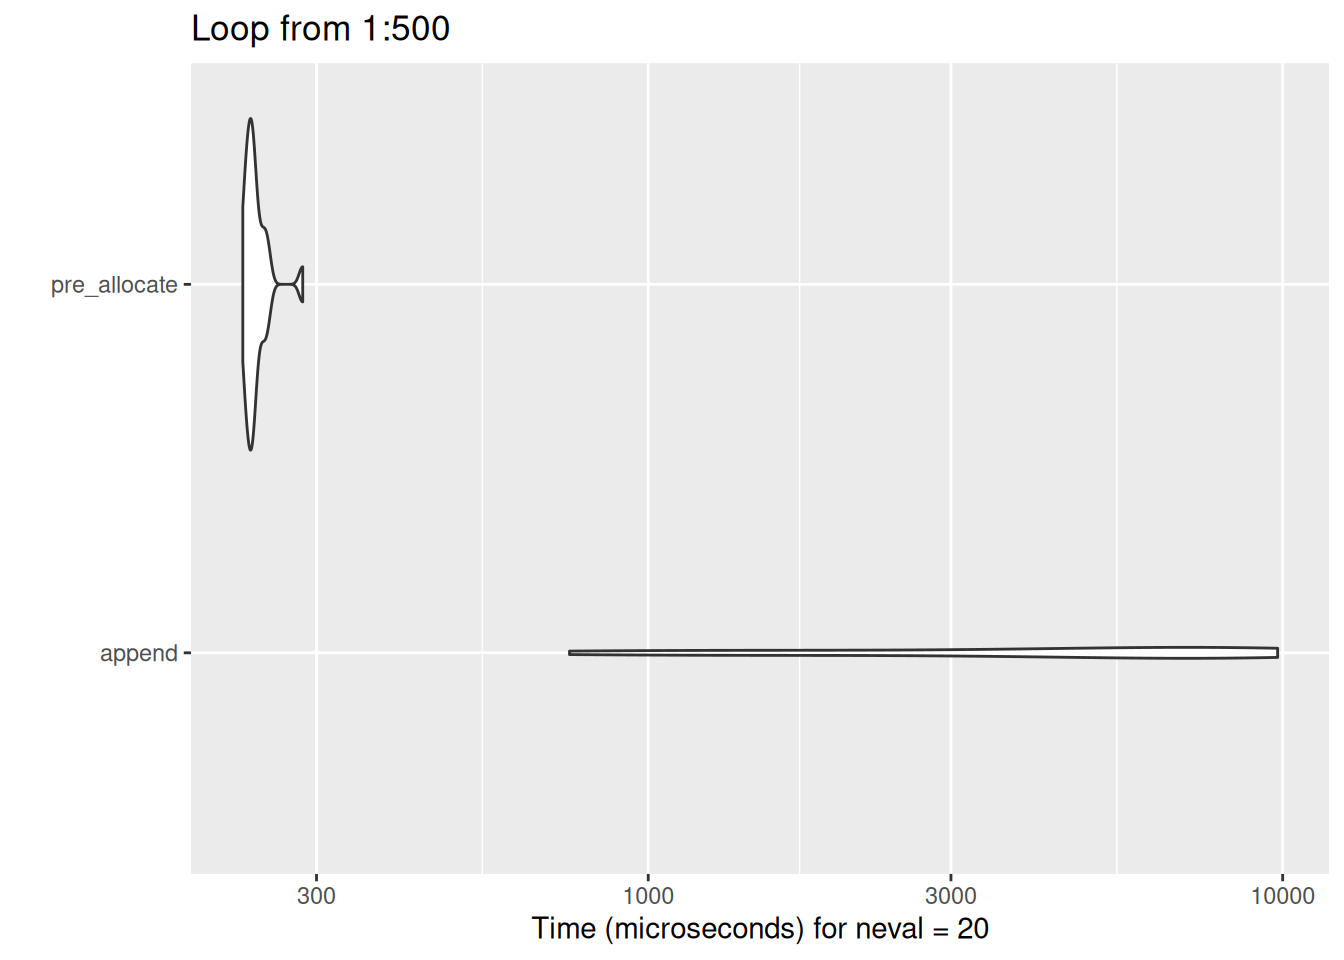 Loop from 1:500
pre_allocate
append
300 1000 3000 10000
Time (microseconds) for neval = 20